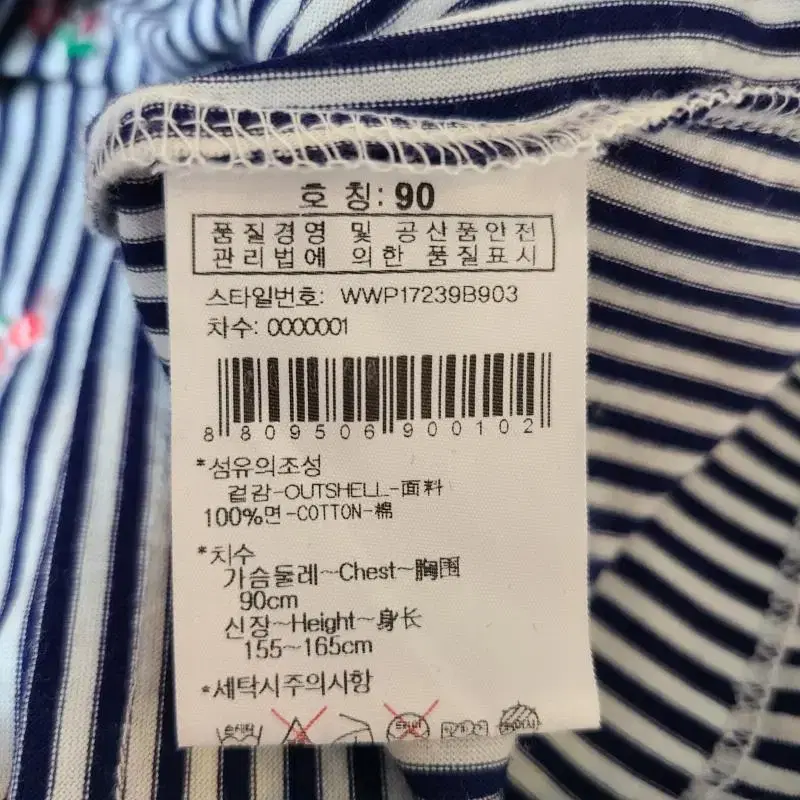 호 칭: 90
품질경영 및 공산품안전
관리법에 의한 품질표시
스타일번호: WWP17239B903
차수: 0000001
8 809506 900102
*섬유의조성
겉감-OUTSHELL-面料
100%면-COTTON-棉
*치수
가슴둘레~Chest~胸围
90cm
신장~Height~身长
155~165cm
*세탁시주의사항